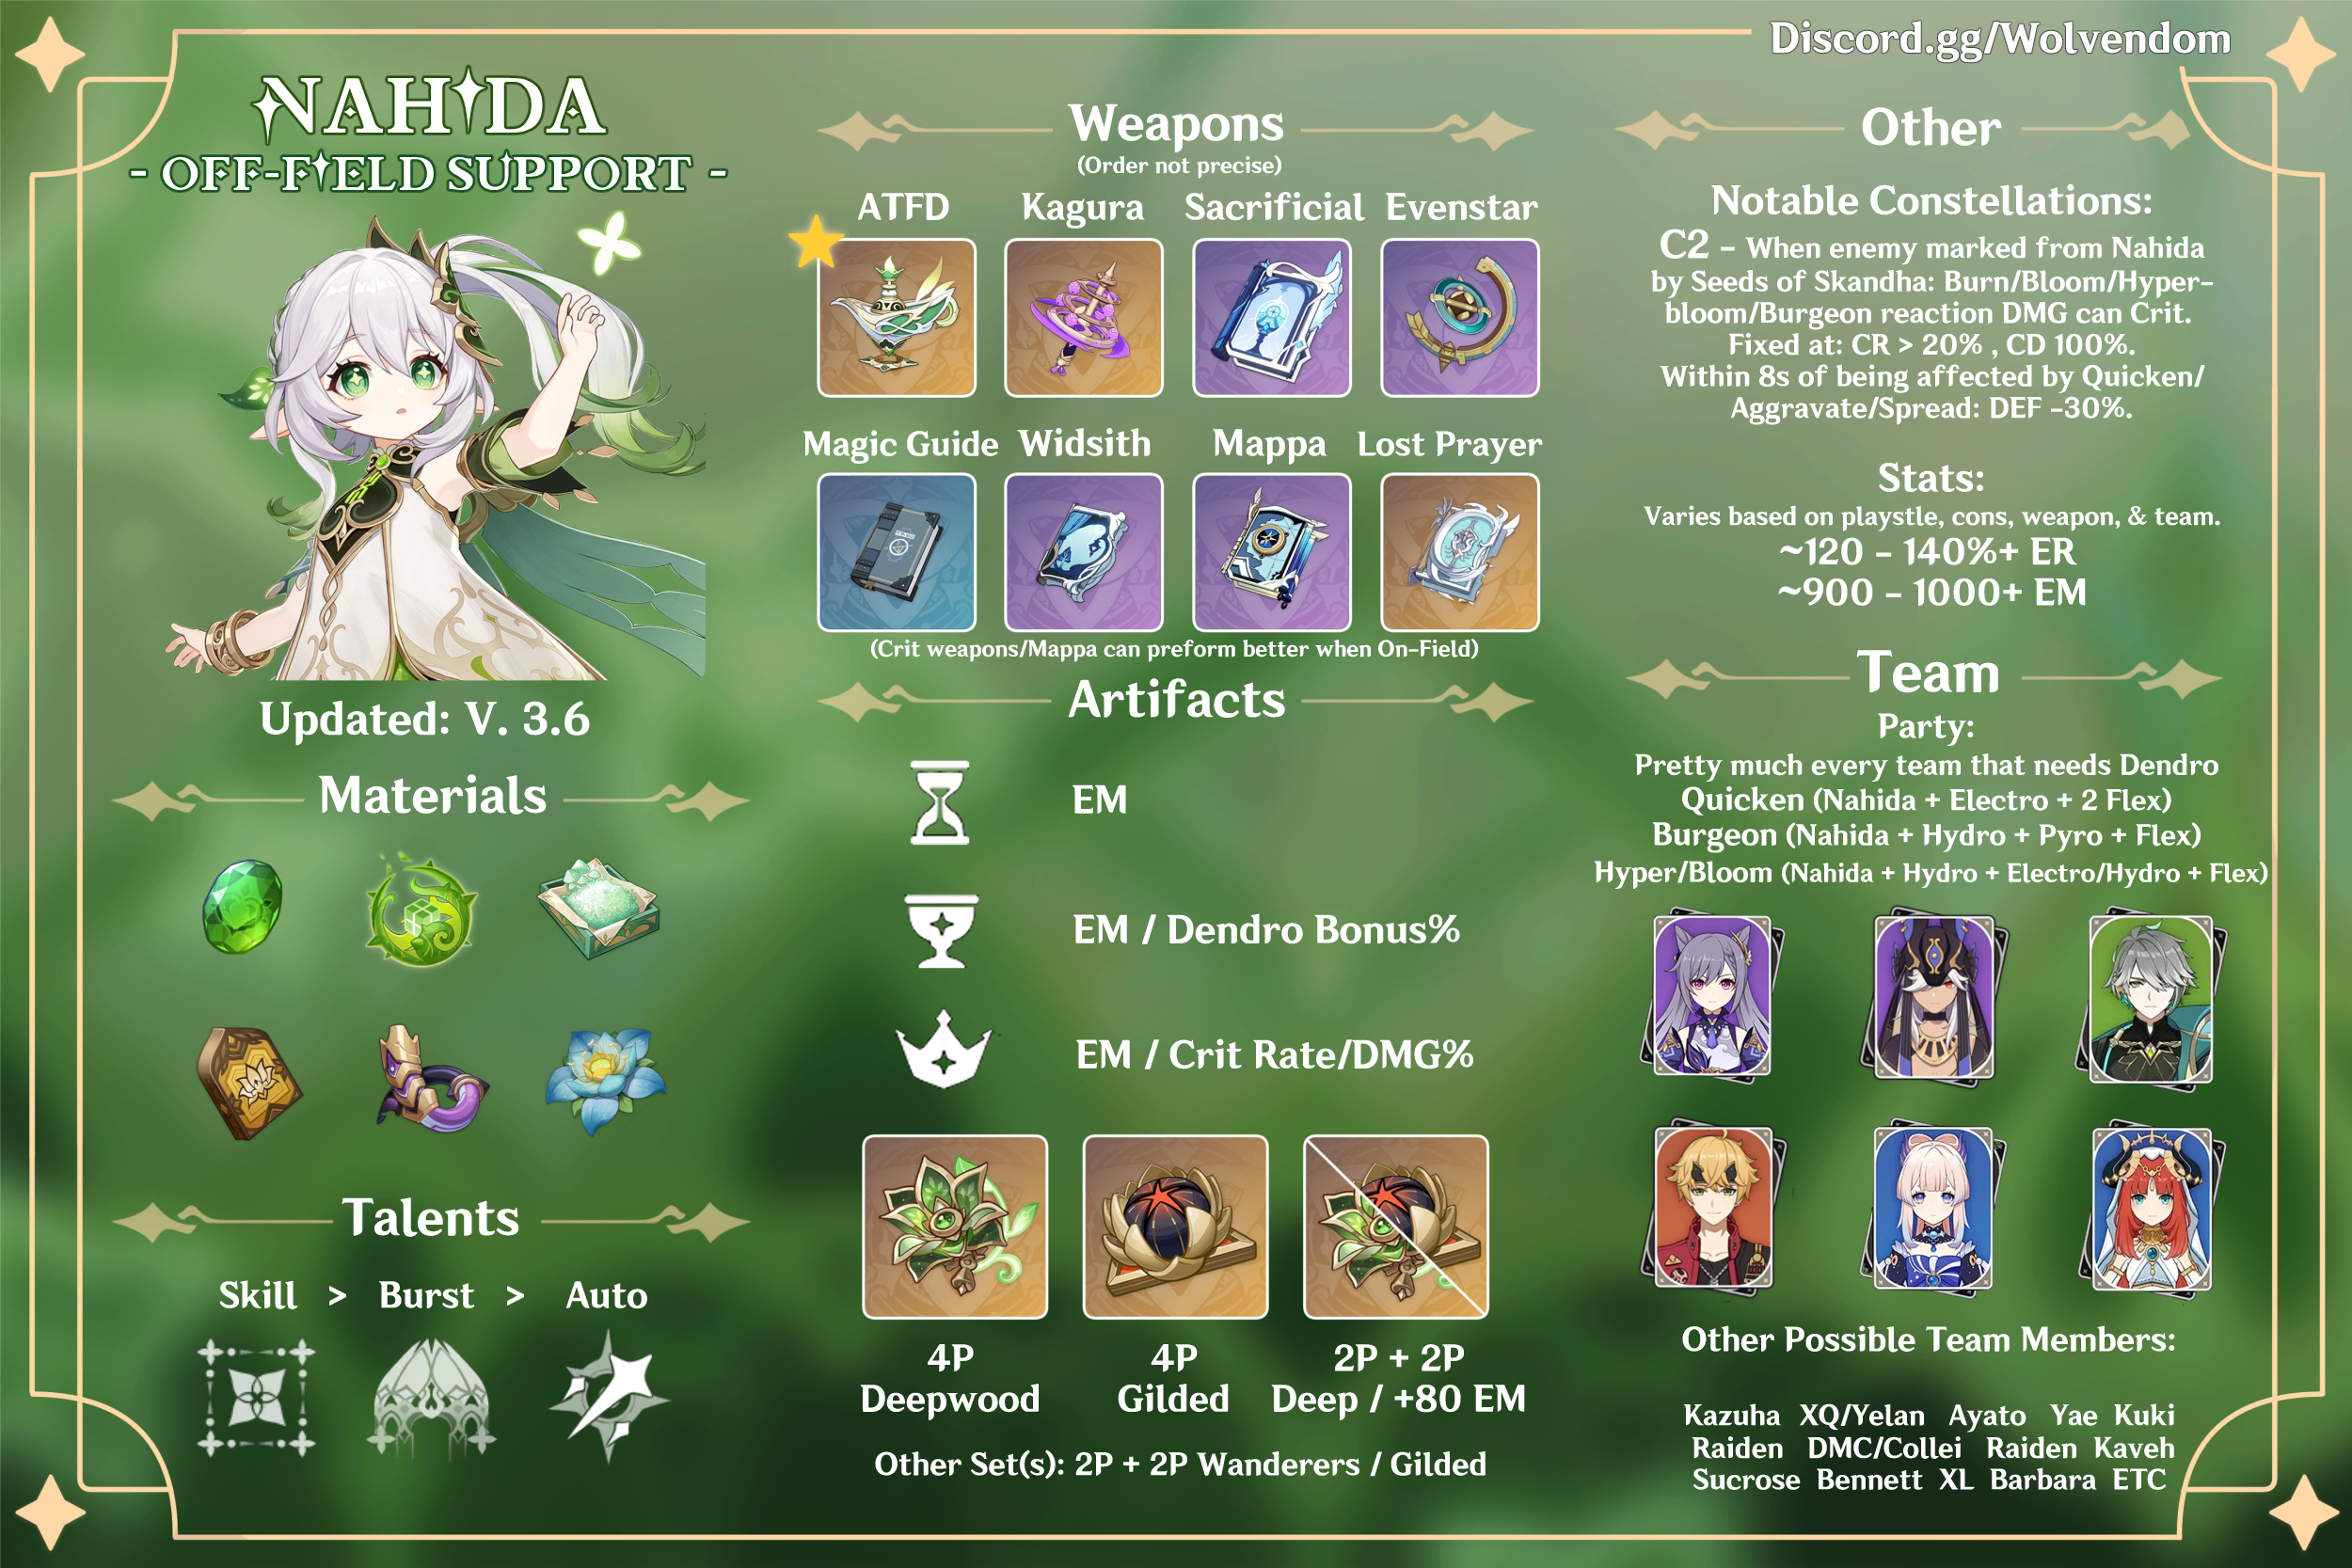 Discord.gg/Wolvendom
NAHIDA
- OFF-FIELD SUPPORT -
Updated: V. 3.6
Materials
Talents
Skill > Burst > Auto
Weapons
(Order not precise)
ATFD Kagura Sacrificial Evenstar
Magic Guide Widsith Mappa Lost Prayer
(Crit weapons/Mappa can preform better when On-Field)
Artifacts
EM
EM / Dendro Bonus%
EM / Crit Rate/DMG%
4P 4P 2P + 2P
Deepwood Gilded Deep / +80 EM
Other Set(s): 2P + 2P Wanderers / Gilded
Other
Notable Constellations:
C2 - When enemy marked from Nahida
by Seeds of Skandha: Burn/Bloom/Hyper-
bloom/Burgeon reaction DMG can Crit.
Fixed at: CR > 20% , CD 100%.
Within 8s of being affected by Quicken/
Aggravate/Spread: DEF -30%.
Stats:
Varies based on playstle, cons, weapon, & team.
~120 - 140%+ ER
~900 - 1000+ EM
Team
Party:
Pretty much every team that needs Dendro
Quicken (Nahida + Electro + 2 Flex)
Burgeon (Nahida + Hydro + Pyro + Flex)
Hyper/Bloom (Nahida + Hydro + Electro/Hydro + Flex)
Other Possible Team Members:
Kazuha XQ/Yelan Ayato Yae Kuki
Raiden DMC/Collei Raiden Kaveh
Sucrose Bennett XL Barbara ETC